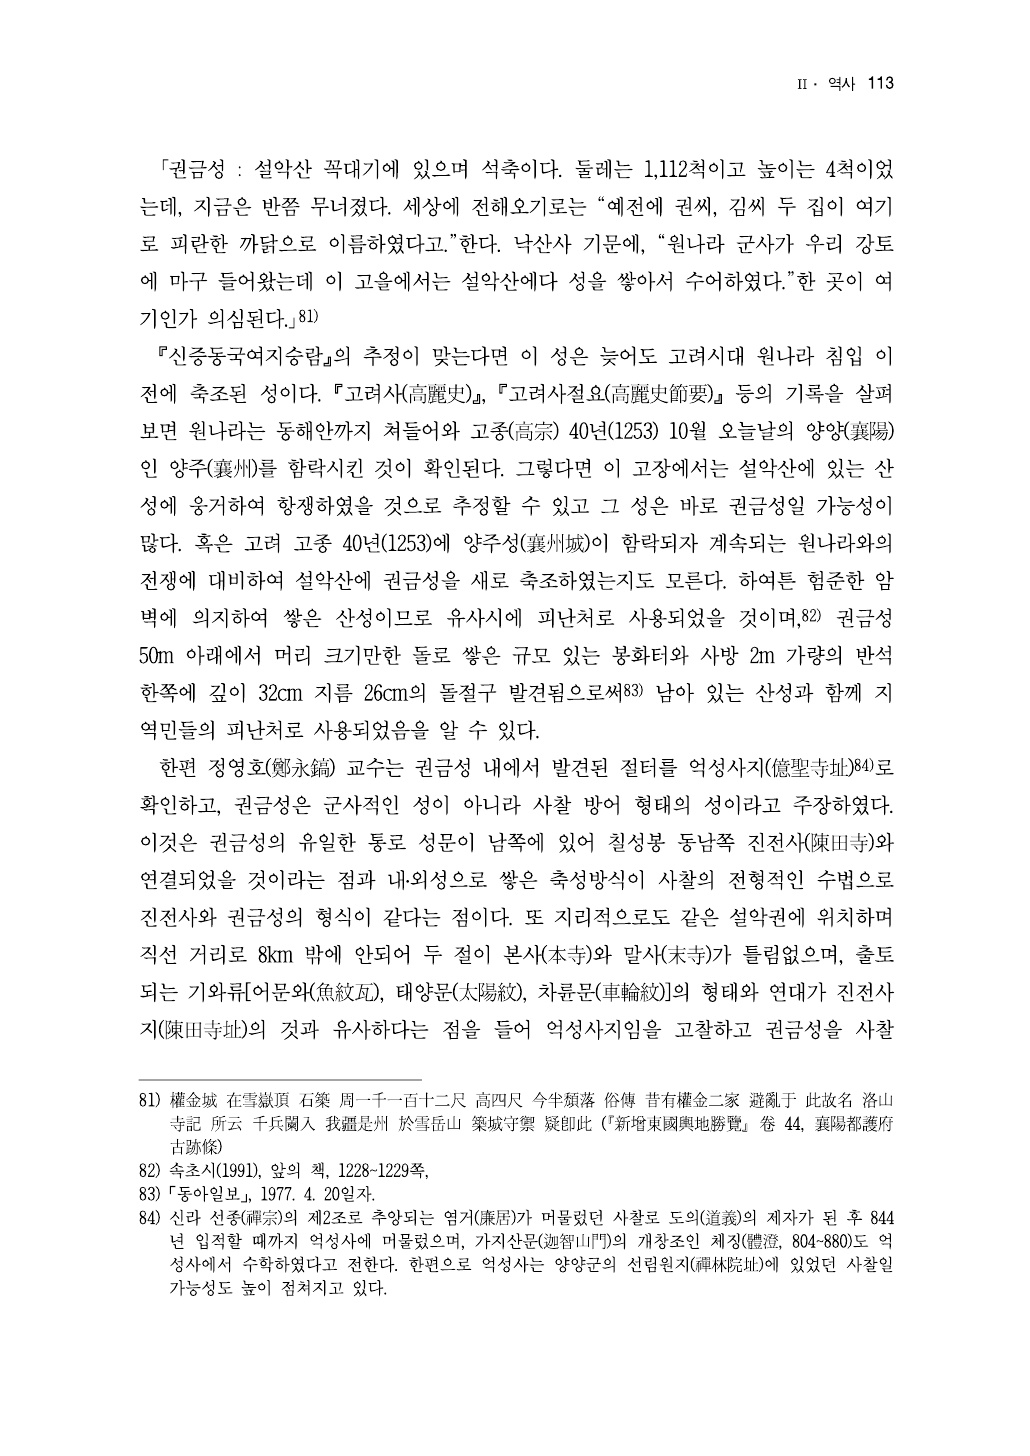 II · 역사 113
「권금성 : 설악산 꼭대기에 있으며 석축이다. 둘레는 1,112척이고 높이는 4척이었
는데, 지금은 반쯤 무너졌다. 세상에 전해오기로는 “예전에 권씨, 김씨 두 집이 여기
로 피란한 까닭으로 이름하였다고.”한다. 낙산사 기문에, “원나라 군사가 우리 강토
에 마구 들어왔는데 이 고을에서는 설악산에다 성을 쌓아서 수어하였다.”한 곳이 여
기인가 의심된다.」81)
『신증동국여지승람』의 추정이 맞는다면 이 성은 늦어도 고려시대 원나라 침입 이
전에 축조된 성이다. 『고려사(高麗史)』, 『고려사절요(高麗史節要)』 등의 기록을 살펴
보면 원나라는 동해안까지 쳐들어와 고종(高宗) 40년(1253) 10월 오늘날의 양양(襄陽)
인 양주(襄州)를 함락시킨 것이 확인된다. 그렇다면 이 고장에서는 설악산에 있는 산
성에 웅거하여 항쟁하였을 것으로 추정할 수 있고 그 성은 바로 권금성일 가능성이
많다. 혹은 고려 고종 40년(1253)에 양주성(襄州城)이 함락되자 계속되는 원나라와의
전쟁에 대비하여 설악산에 권금성을 새로 축조하였는지도 모른다. 하여튼 험준한 암
벽에 의지하여 쌓은 산성이므로 유사시에 피난처로 사용되었을 것이며,82) 권금성
50m 아래에서 머리 크기만한 돌로 쌓은 규모 있는 봉화터와 사방 2m 가량의 반석
한쪽에 깊이 32cm 지름 26cm의 돌절구 발견됨으로써83) 남아 있는 산성과 함께 지
역민들의 피난처로 사용되었음을 알 수 있다.
한편 정영호(鄭永鎬) 교수는 권금성 내에서 발견된 절터를 억성사지(億聖寺址)84)로
확인하고, 권금성은 군사적인 성이 아니라 사찰 방어 형태의 성이라고 주장하였다.
이것은 권금성의 유일한 통로 성문이 남쪽에 있어 칠성봉 동남쪽 진전사(陳田寺)와
연결되었을 것이라는 점과 내·외성으로 쌓은 축성방식이 사찰의 전형적인 수법으로
진전사와 권금성의 형식이 같다는 점이다. 또 지리적으로도 같은 설악권에 위치하며
직선 거리로 8km 밖에 안되어 두 절이 본사(本寺)와 말사(末寺)가 틀림없으며, 출토
되는 기와류[어문와(魚紋瓦), 태양문(太陽紋), 차륜문(車輪紋)]의 형태와 연대가 진전사
지(陳田寺址)의 것과 유사하다는 점을 들어 억성사지임을 고찰하고 권금성을 사찰
81) 權金城 在雪嶽頂 石築 周一千一百十二尺 高四尺 今半頹落 俗傳 昔有權金二家 避亂于 此故名 洛山
寺記 所云 千兵闌入 我疆是州 於雪岳山 築城守禦 疑卽此 (『新增東國輿地勝覽』 卷 44, 襄陽都護府
古跡條)
82) 속초시(1991), 앞의 책, 1228~1229쪽,
83) 「동아일보」, 1977. 4. 20일자.
84) 신라 선종(禪宗)의 제2조로 추앙되는 염거(廉居)가 머물렀던 사찰로 도의(道義)의 제자가 된 후 844
년 입적할 때까지 억성사에 머물렀으며, 가지산문(迦智山門)의 개창조인 체징(體澄, 804~880)도 억
성사에서 수학하였다고 전한다. 한편으로 억성사는 양양군의 선림원지(禪林院址)에 있었던 사찰일
가능성도 높이 점쳐지고 있다.